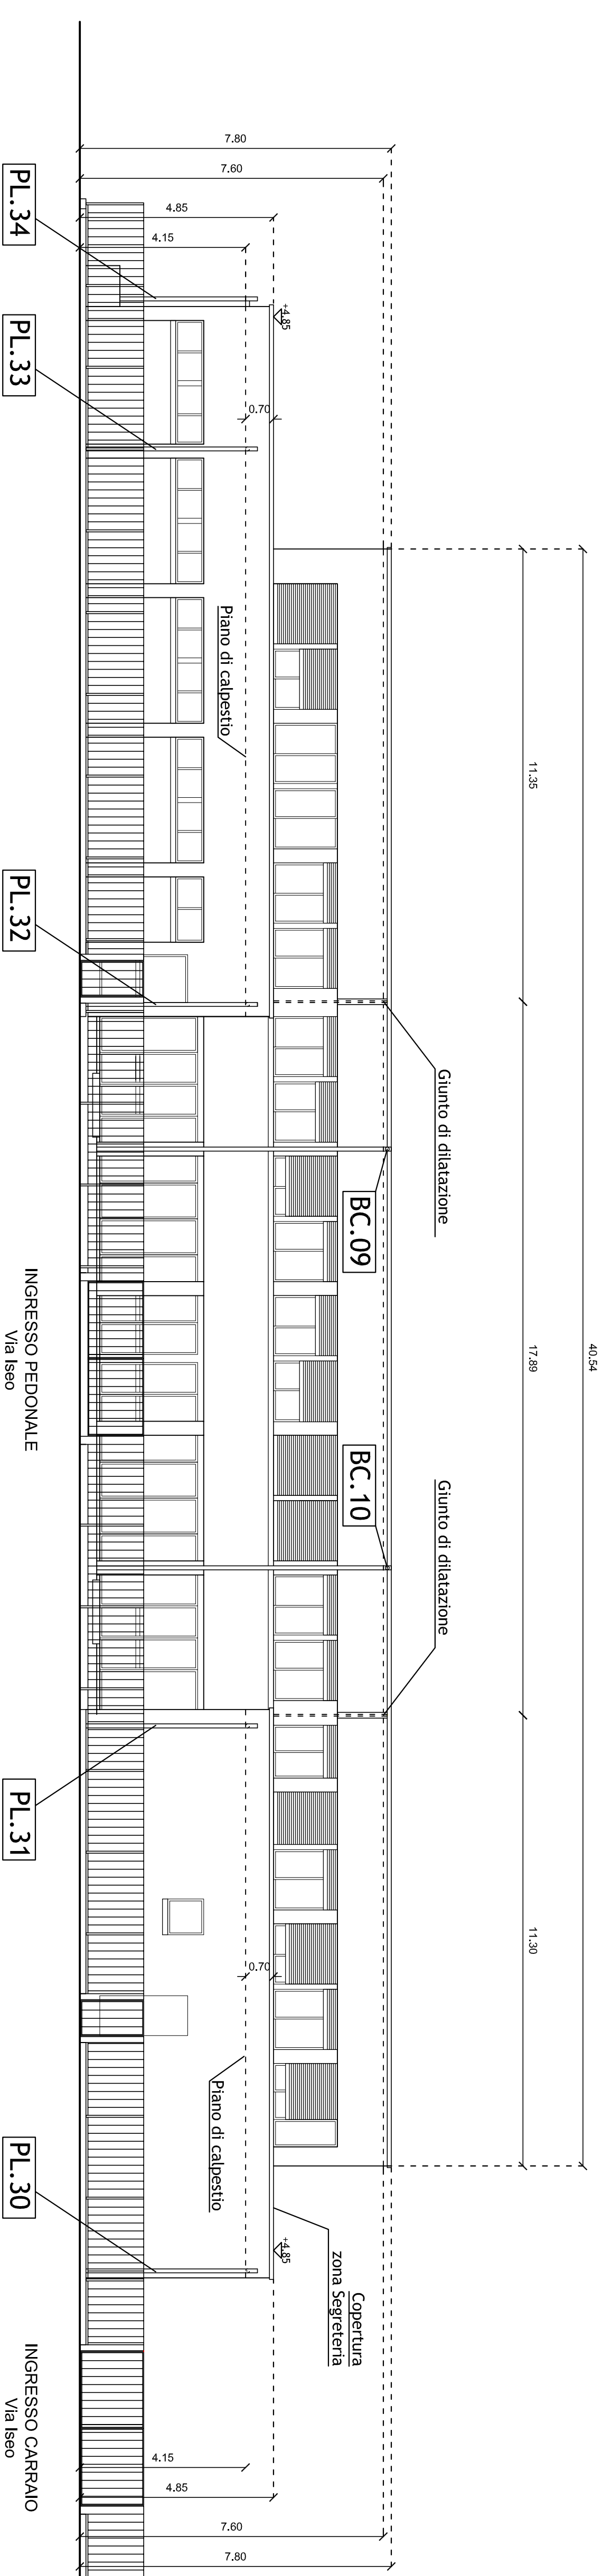 40.54
11.35
17.89
11.30
Giunto di dilatazione
Giunto di dilatazione
BC.09
BC.10
Copertura
zona Segreteria
+4.85
+4.85
0.70
0.70
Piano di calpestio
Piano di calpestio
7.80
7.60
4.85
4.15
4.15
4.85
7.60
7.80
PL.34
PL.33
PL.32
PL.31
PL.30
INGRESSO PEDONALE
Via Iseo
INGRESSO CARRAIO
Via Iseo